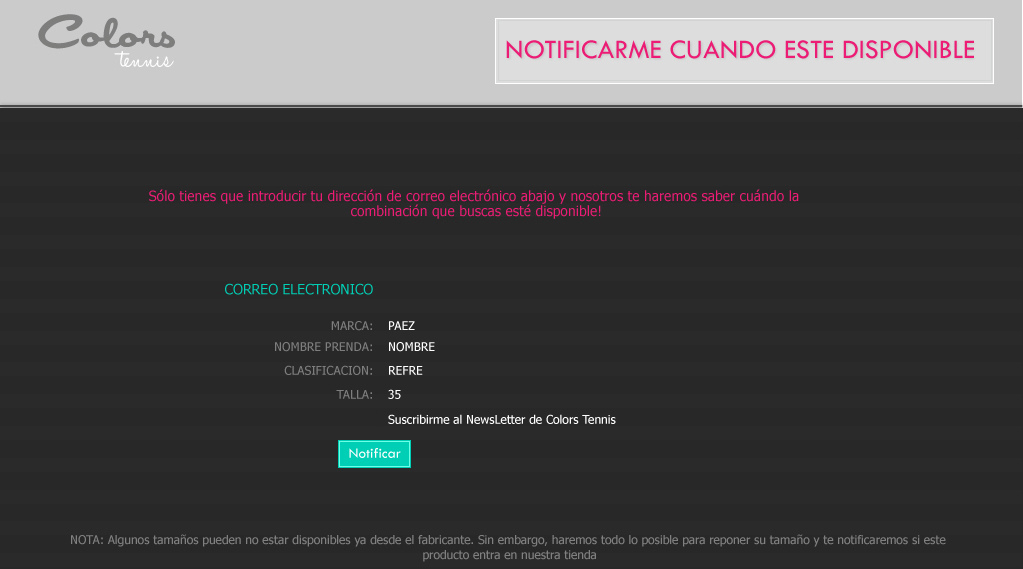 Colors
tennis
NOTIFICARME CUANDO ESTE DISPONIBLE
Sólo tienes que introducir tu dirección de correo electrónico abajo y nosotros te haremos saber cuándo la
combinación que buscas esté disponible!
CORREO ELECTRONICO
MARCA: PAEZ
NOMBRE PRENDA: NOMBRE
CLASIFICACION: REFRE
TALLA: 35
Suscribirme al NewsLetter de Colors Tennis
Notificar
NOTA: Algunos tamaños pueden no estar disponibles ya desde el fabricante. Sin embargo, haremos todo lo posible para reponer su tamaño y te notificaremos si este
producto entra en nuestra tienda